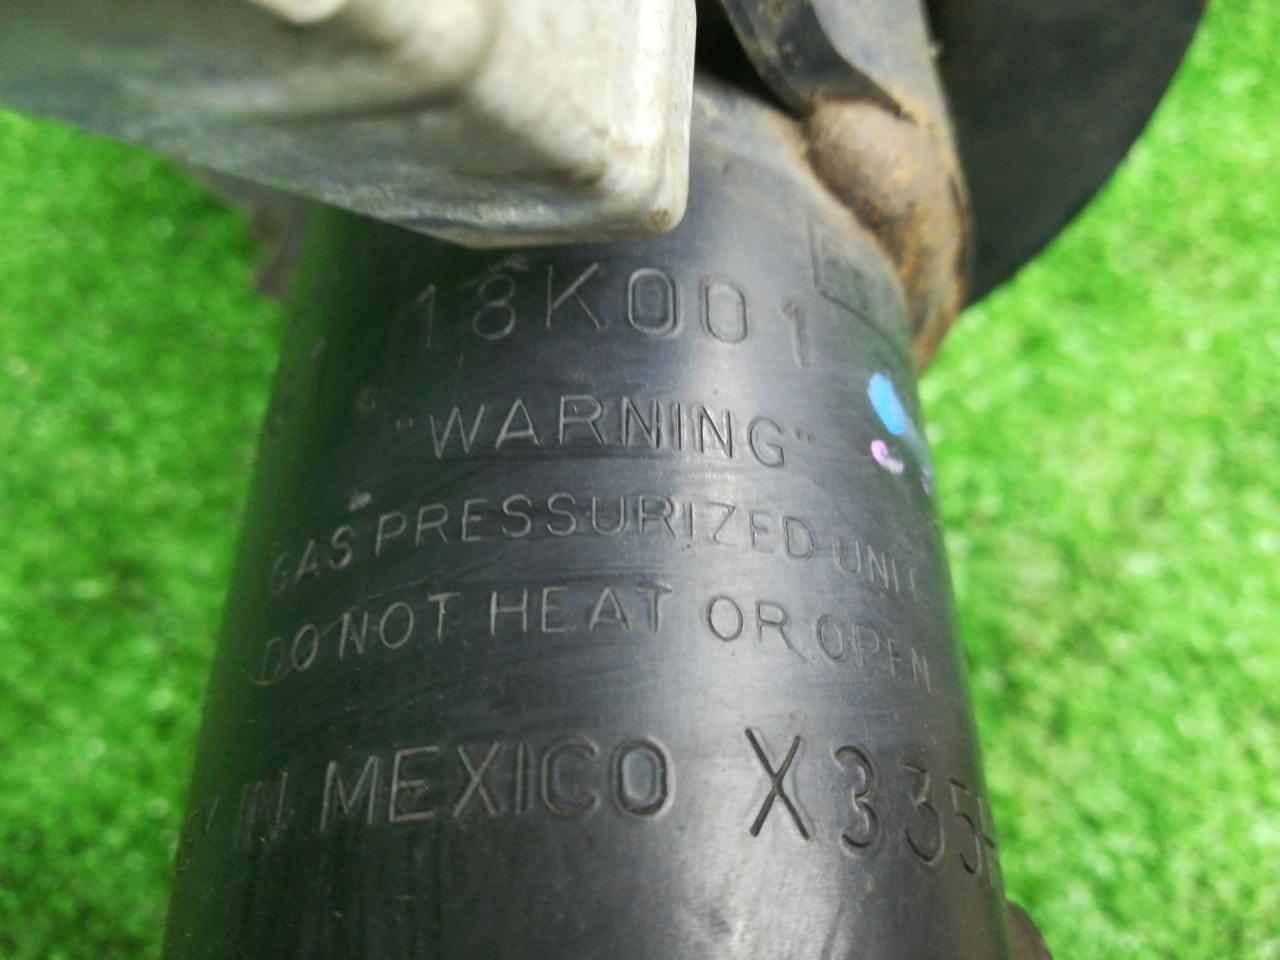 18K001
"WARNING"
GAS PRESSURIZED UNIT
DO NOT HEAT OR OPEN
IN MEXICO X335-